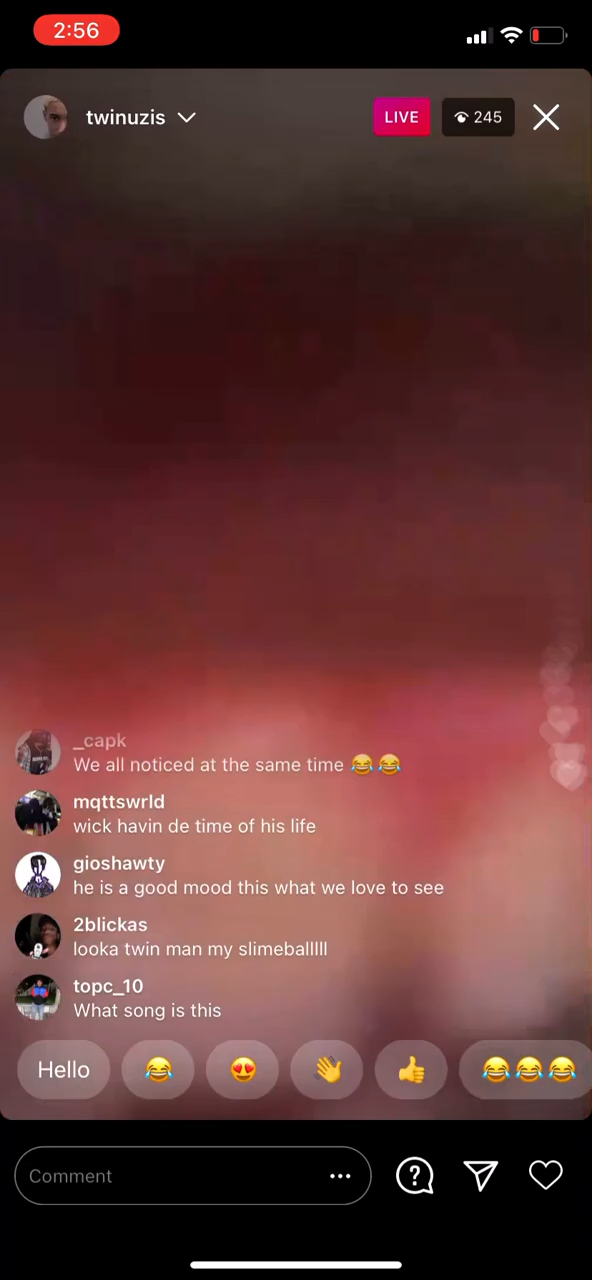 2:56
twinuzis
LIVE
245
_capk
We all noticed at the same time 😂😂
mqttswrld
wick havin de time of his life
gioshawty
he is a good mood this what we love to see
2blickas
looka twin man my slimeballlll
topc_10
What song is this
Hello 😂 😍 👋 👍 😂😂😂
Comment